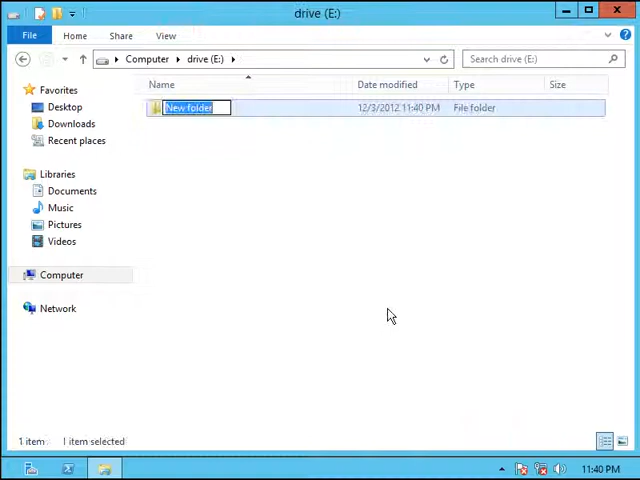 drive (E:)
File Home Share View
Computer drive (E:) Search drive (E:)
Name Date modified Type Size
New folder 12/3/2012 11:40 PM File folder
Favorites
Desktop
Downloads
Recent places
Libraries
Documents
Music
Pictures
Videos
Computer
Network
1 item 1 item selected
11:40 PM